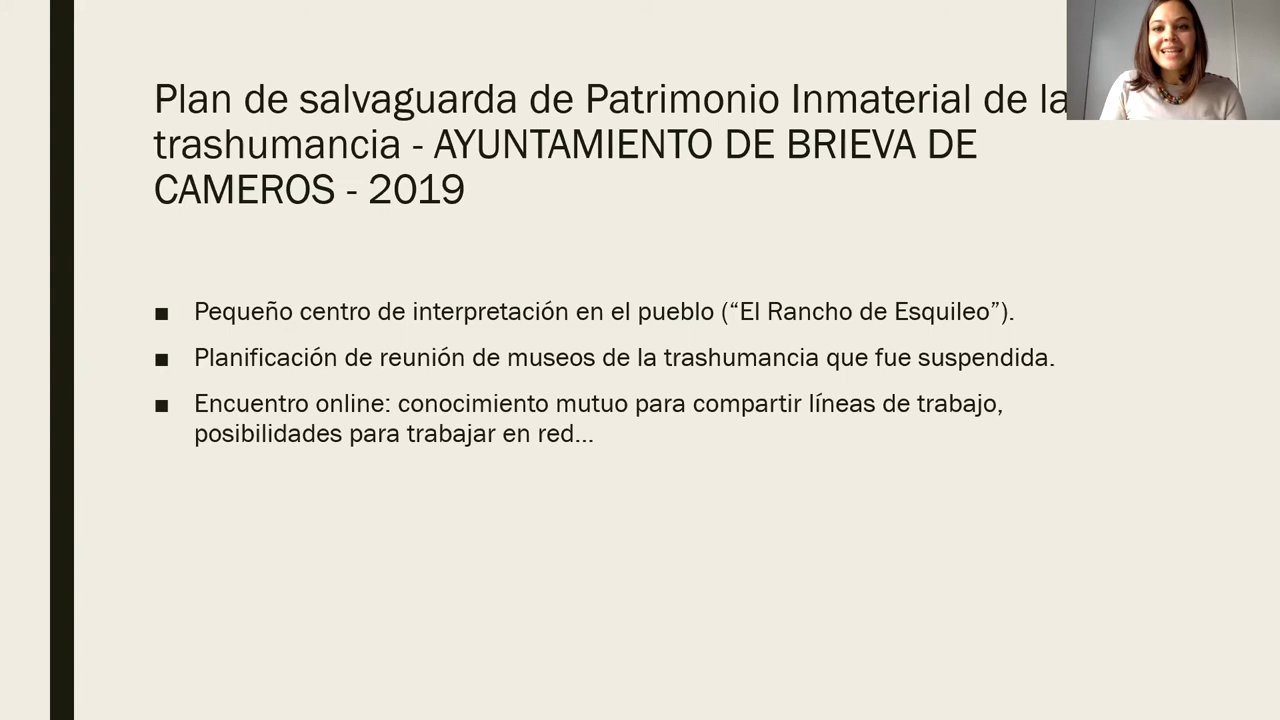 Plan de salvaguarda de Patrimonio Inmaterial de la
trashumancia - AYUNTAMIENTO DE BRIEVA DE
CAMEROS - 2019
■ Pequeño centro de interpretación en el pueblo (“El Rancho de Esquileo”).
■ Planificación de reunión de museos de la trashumancia que fue suspendida.
■ Encuentro online: conocimiento mutuo para compartir líneas de trabajo,
posibilidades para trabajar en red...